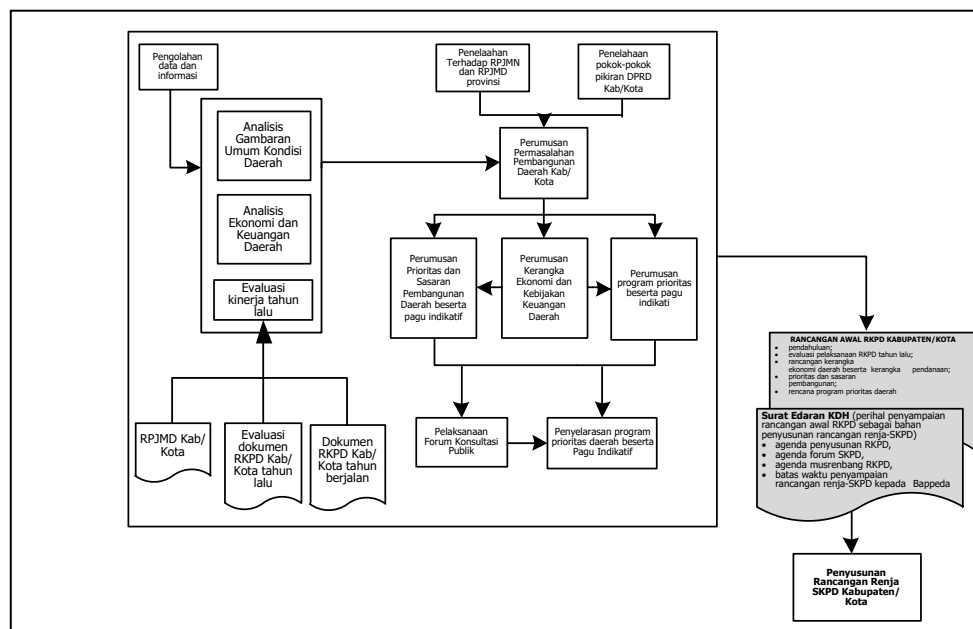 Pengolahan
data dan
informasi
Penelaahan
Terhadap RPJMN
dan RPJMD
provinsi
Penelahaan
pokok-pokok
pikiran DPRD
Kab/Kota
Analisis
Gambaran
Umum Kondisi
Daerah
Analisis
Ekonomi dan
Keuangan
Daerah
Evaluasi
kinerja tahun
lalu
Perumusan
Permasalahan
Pembangunan
Daerah Kab/
Kota
Perumusan
Prioritas dan
Sasaran
Pembangunan
Daerah beserta
pagu indikatif
Perumusan
Kerangka
Ekonomi dan
Kebijakan
Keuangan
Daerah
Perumusan
program prioritas
beserta pagu
indikati
RPJMD Kab/
Kota
Evaluasi
dokumen
RKPD Kab/
Kota tahun
lalu
Dokumen
RKPD Kab/
Kota tahun
berjalan
Pelaksanaan
Forum Konsultasi
Publik
Penyelarasan program
prioritas daerah beserta
Pagu Indikatif
RANCANGAN AWAL RKPD KABUPATEN/KOTA
• pendahuluan;
• evaluasi pelaksanaan RKPD tahun lalu;
• rancangan kerangka
ekonomi daerah beserta kerangka pendanaan;
• prioritas dan sasaran
pembangunan;
• rencana program prioritas daerah
Surat Edaran KDH (perihal penyampaian
rancangan awal RKPD sebagai bahan
penyusunan rancangan renja-SKPD)
• agenda penyusunan RKPD,
• agenda forum SKPD,
• agenda musrenbang RKPD,
• batas waktu penyampaian
rancangan renja-SKPD kepada Bappeda
Penyusunan
Rancangan Renja
SKPD Kabupaten/
Kota